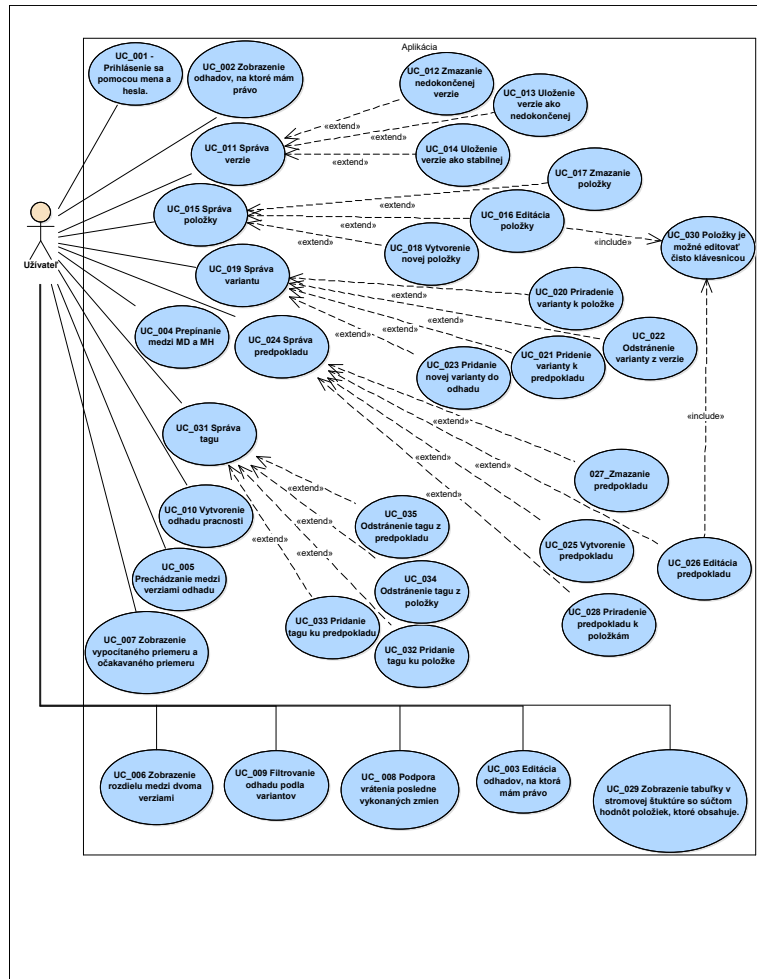 Aplikácia
UC_001 -
Prihlásenie sa
pomocou mena a
hesla.
UC_002 Zobrazenie
odhadov, na ktoré mám
právo
UC_012 Zmazanie
nedokončenej
verzie
UC_013 Uloženie
verzie ako
nedokončenej
«extend»
«extend»
UC_011 Správa
verzie
UC_014 Uloženie
verzie ako stabilnej
«extend»
UC_017 Zmazanie
položky
«extend»
UC_015 Správa
položky
UC_016 Editácia
položky
«extend»
«extend»
UC_018 Vytvorenie
novej položky
«include»
UC_030 Položky je
možné editovať
čisto klávesnicou
Užívateľ
UC_019 Správa
variantu
«extend»
UC_020 Priradenie
varianty k položke
«extend»
UC_004 Prepínanie
medzi MD a MH
UC_024 Správa
predpokladu
«extend»
«extend»
UC_022
Odstránenie
varianty z verzie
UC_023 Pridanie
novej varianty do
odhadu
UC_021 Pridenie
varianty k
predpokladu
«include»
UC_031 Správa
tagu
«extend»
«extend»
«extend»
027_Zmazanie
predpokladu
«extend»
UC_010 Vytvorenie
odhadu pracnosti
«extend»
«extend»
«extend»
«extend»
UC_035
Odstránenie tagu z
predpokladu
UC_025 Vytvorenie
predpokladu
UC_026 Editácia
predpokladu
UC_005
Prechádzanie medzi
verziami odhadu
UC_034
Odstránenie tagu z
položky
UC_033 Pridanie
tagu ku predpokladu
UC_028 Priradenie
predpokladu k
položkám
UC_007 Zobrazenie
vypocítaného priemeru a
očakavaného priemeru
UC_032 Pridanie
tagu ku položke
UC_006 Zobrazenie
rozdielu medzi dvoma
verziami
UC_009 Filtrovanie
odhadu podla
variantov
UC_ 008 Podpora
vrátenia posledne
vykonaných zmien
UC_003 Editácia
odhadov, na ktorá
mám právo
UC_029 Zobrazenie tabuľky v
stromovej štuktúre so súčtom
hodnôt položiek, ktoré obsahuje.